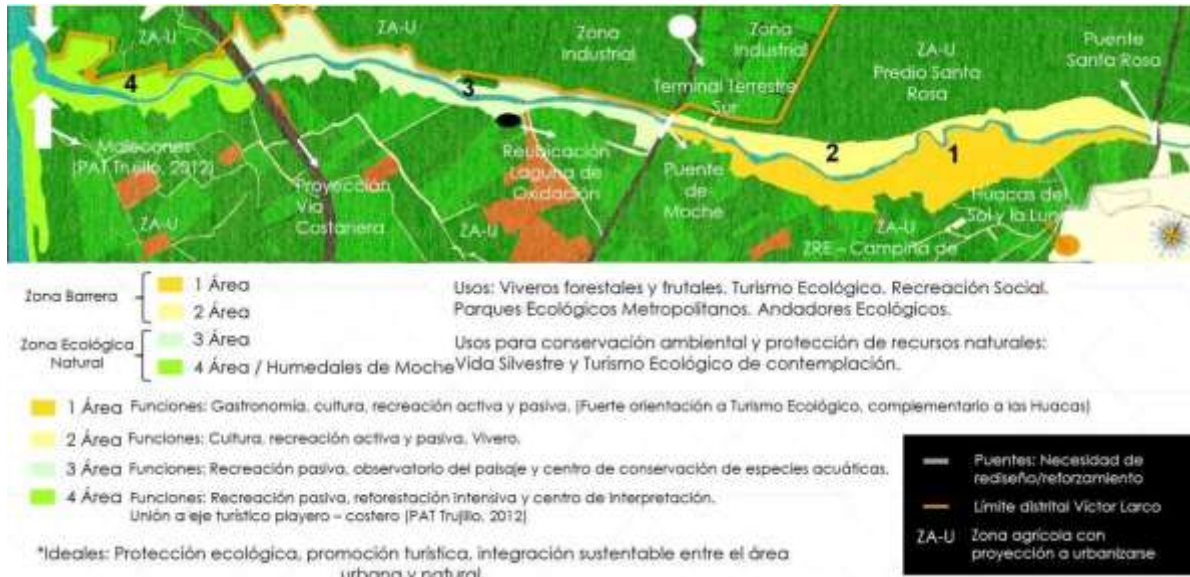 ZA-U
ZA-U
Zona
Industrial
Zona
Industrial
ZA-U
Predio Santa
Rosa
Puente
Santa Rosa
4
3
Terminal Terrestre
Sur
2
1
Malecones
(PAT Trujillo, 2012)
Proyección
Vía
Costanera
Reubicación
Laguna de
Oxidación
Puente
de
Moche
Huacas del
Sol y la Luna
ZA-U
ZA-U
ZA-U
ZRE – Campiña de
Zona Barrera
1 Área
2 Área
Usos: Viveros forestales y frutales. Turismo Ecológico. Recreación Social.
Parques Ecológicos Metropolitanos. Andadores Ecológicos.
Zona Ecológica
Natural
3 Área
4 Área / Humedales de Moche
Usos para conservación ambiental y protección de recursos naturales:
Vida Silvestre y Turismo Ecológico de contemplación.
1 Área Funciones: Gastronomía, cultura, recreación activa y pasiva. (Fuerte orientación a Turismo Ecológico, complementario a las Huacas)
2 Área Funciones: Cultura, recreación activa y pasiva, Vivero.
3 Área Funciones: Recreación pasiva, observatorio del paisaje y centro de conservación de especies acuáticas.
4 Área Funciones: Recreación pasiva, reforestación intensiva y centro de interpretación.
Unión a eje turístico playero – costero (PAT Trujillo, 2012)
*Ideales: Protección ecológica, promoción turística, integración sustentable entre el área
urbana y natural.
Puentes: Necesidad de
rediseño/reforzamiento
Límite distrital Víctor Larco
ZA-U Zona agrícola con
proyección a urbanizarse